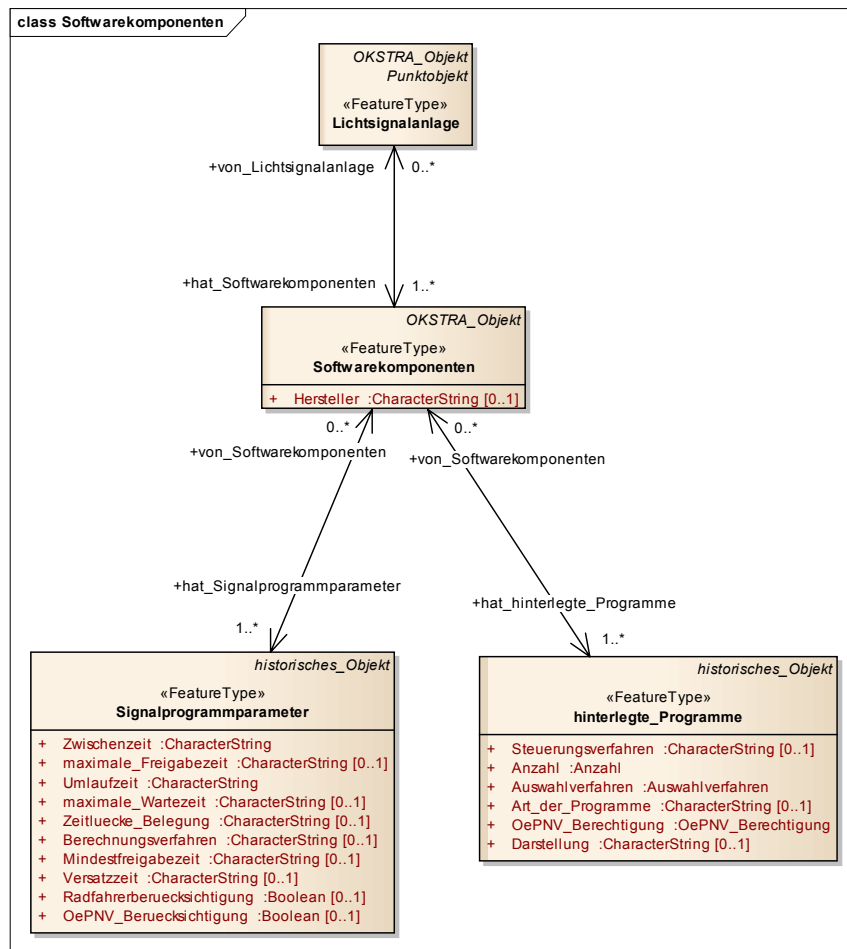 class Softwarekomponenten
OKSTRA_Objekt
Punktobjekt
«FeatureType»
Lichtsignalanlage
+von_Lichtsignalanlage
0..*
+hat_Softwarekomponenten
1..*
OKSTRA_Objekt
«FeatureType»
Softwarekomponenten
+ Hersteller :CharacterString [0..1]
0..*
0..*
+von_Softwarekomponenten
+von_Softwarekomponenten
+hat_Signalprogrammparameter
+hat_hinterlegte_Programme
1..*
1..*
historisches_Objekt
«FeatureType»
Signalprogrammparameter
+ Zwischenzeit :CharacterString
+ maximale_Freigabezeit :CharacterString [0..1]
+ Umlaufzeit :CharacterString
+ maximale_Wartezeit :CharacterString [0..1]
+ Zeitluecke_Belegung :CharacterString [0..1]
+ Berechnungsverfahren :CharacterString [0..1]
+ Mindestfreigabezeit :CharacterString [0..1]
+ Versatzzeit :CharacterString [0..1]
+ Radfahrerberuecksichtigung :Boolean [0..1]
+ OePNV_Beruecksichtigung :Boolean [0..1]
historisches_Objekt
«FeatureType»
hinterlegte_Programme
+ Steuerungsverfahren :CharacterString [0..1]
+ Anzahl :Anzahl
+ Auswahlverfahren :Auswahlverfahren
+ Art_der_Programme :CharacterString [0..1]
+ OePNV_Berechtigung :OePNV_Berechtigung
+ Darstellung :CharacterString [0..1]